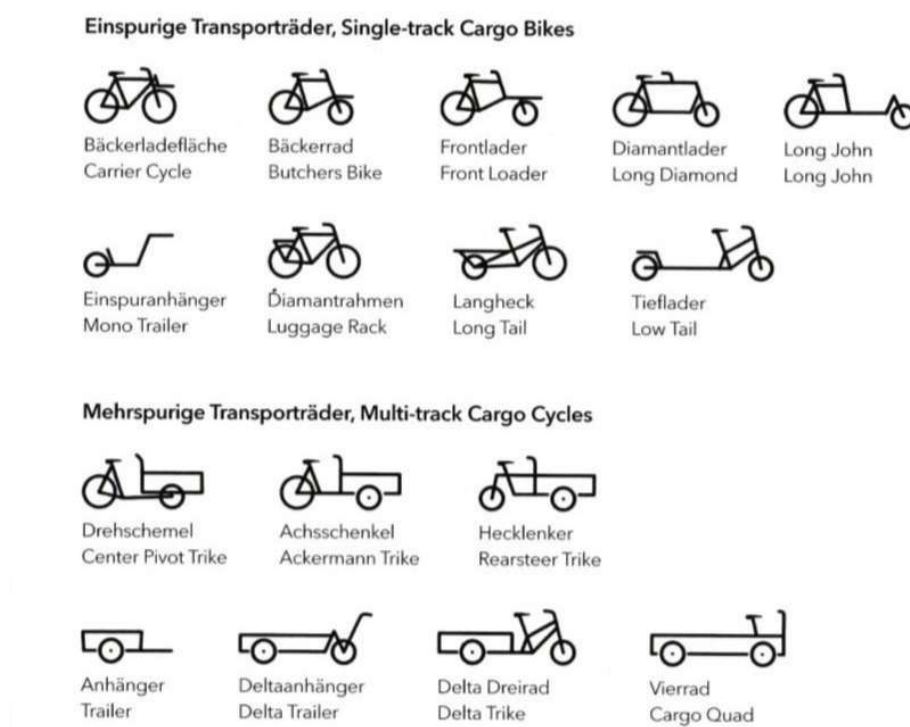 Einspurige Transporträder, Single-track Cargo Bikes
Bäckerladefläche
Carrier Cycle
Bäckerrad
Butchers Bike
Frontlader
Front Loader
Diamantlader
Long Diamond
Long John
Long John
Einspuranhänger
Mono Trailer
Diamantrahmen
Luggage Rack
Langheck
Long Tail
Tieflader
Low Tail
Mehrspurige Transporträder, Multi-track Cargo Cycles
Drehschemel
Center Pivot Trike
Achsschenkel
Ackermann Trike
Hecklenker
Rearsteer Trike
Anhänger
Trailer
Deltaanhänger
Delta Trailer
Delta Dreirad
Delta Trike
Vierrad
Cargo Quad